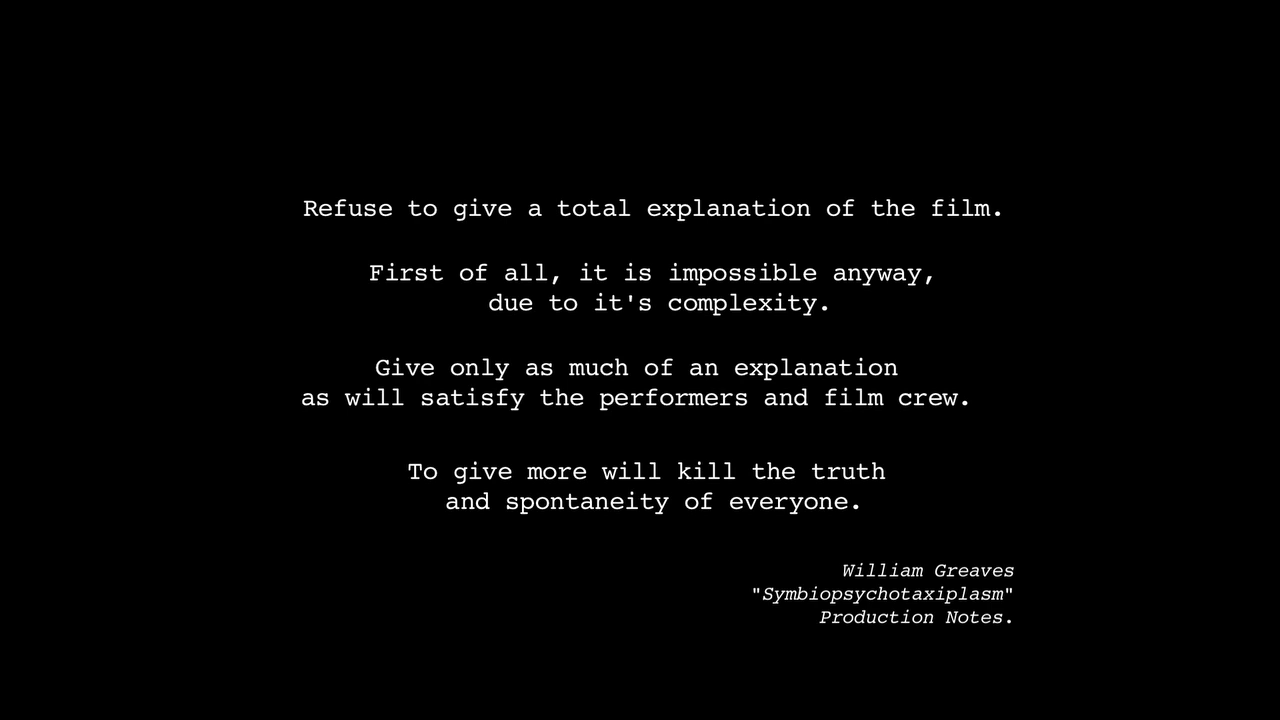 Refuse to give a total explanation of the film.
First of all, it is impossible anyway,
due to it's complexity.
Give only as much of an explanation
as will satisfy the performers and film crew.
To give more will kill the truth
and spontaneity of everyone.
William Greaves
"Symbiopsychotaxiplasm"
Production Notes.